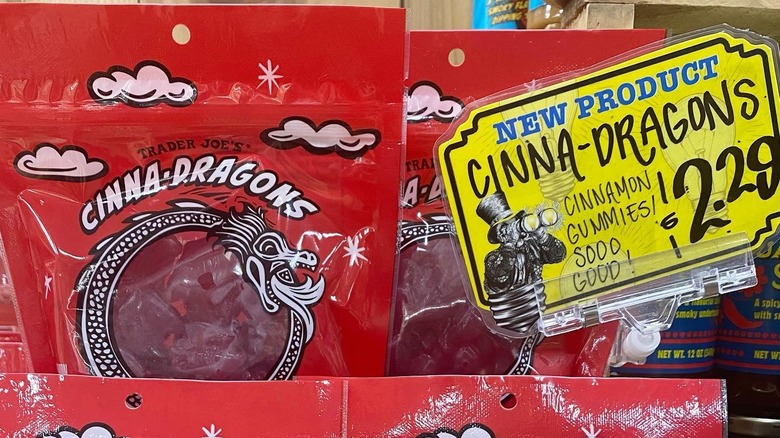 TRADER JOE'S
CINNA-DRAGONS
NEW PRODUCT
CINNA-DRAGONS
CINNAMON
GUMMIES!
SOOO
GOOD!
2.29
smoky
NET WT. 12 OZ
NET WT.